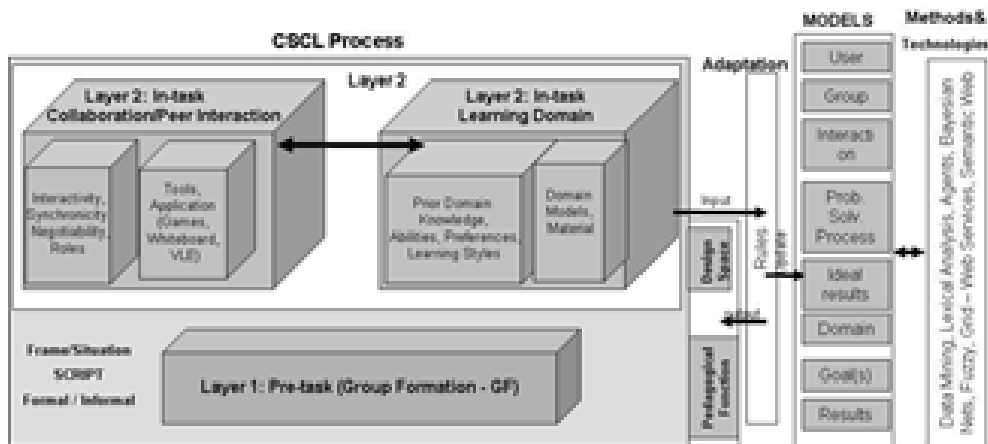 CSCL Process
Layer 2
Layer 2: In-task
Collaboration/Peer Interaction
Interactivity,
Synchronicity
Negotiability,
Roles
Tools,
Application
(Games,
Whiteboard,
VLE)
Layer 2: In-task
Learning Domain
Prior Domain
Knowledge,
Abilities, Preferences,
Learning Styles
Domain
Models,
Material
Frame/Situation
SCRIPT
Formal / Informal
Layer 1: Pre-task (Group Formation - GF)
Adaptation
Input
Design
Space
Rules
output
Pedagogical
Function
MODELS
User
Group
Interacti
on
Prob.
Solv.
Process
Ideal
results
Domain
Goal(s)
Results
Methods&
Technologies
Data Mining, Lexical Analysis, Agents, Bayesian
Nets, Fuzzy, Grid – Web Services, Semantic Web